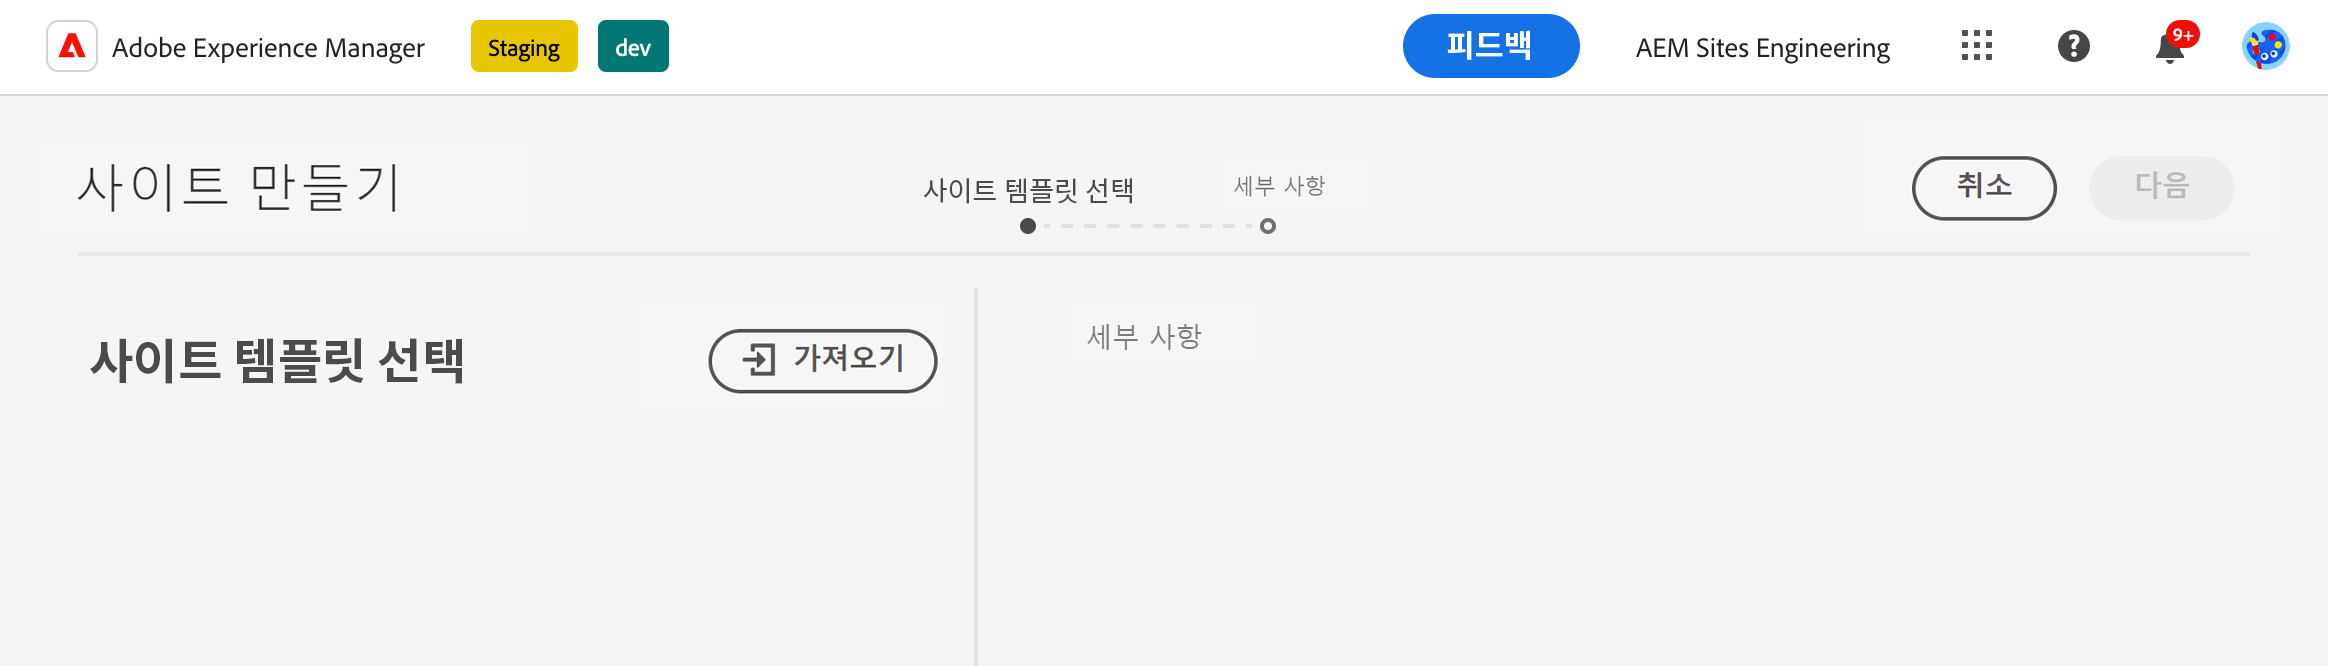 Adobe Experience Manager
Staging
dev
피드백
AEM Sites Engineering
9+
사이트 만들기
사이트 템플릿 선택
세부 사항
취소
다음
사이트 템플릿 선택
가져오기
세부 사항